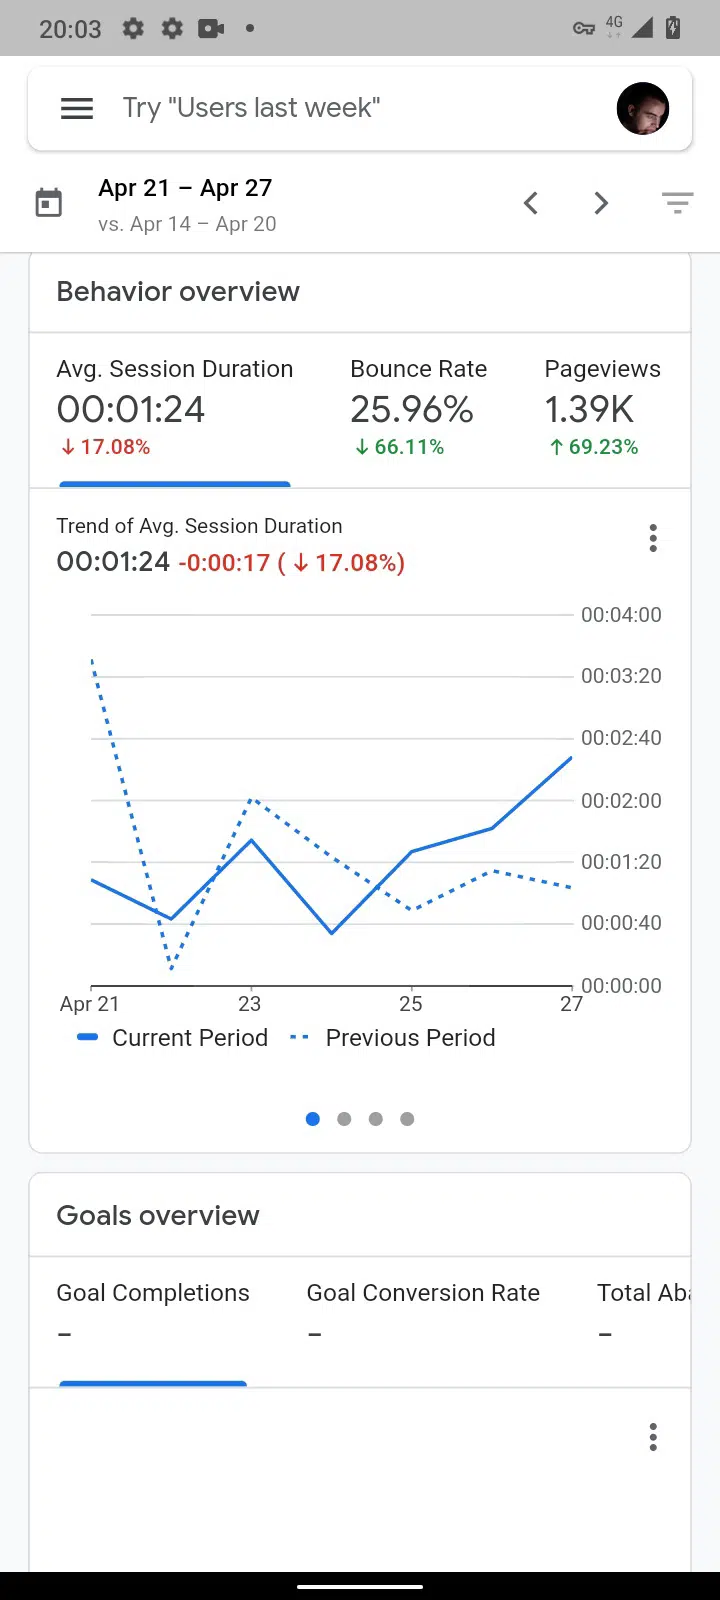 20:03
4G
Try "Users last week"
Apr 21 – Apr 27
vs. Apr 14 – Apr 20
Behavior overview
Avg. Session Duration Bounce Rate Pageviews
00:01:24 25.96% 1.39K
↓ 17.08% ↓ 66.11% ↑ 69.23%
Trend of Avg. Session Duration
00:01:24 -0:00:17 ( ↓ 17.08%)
00:04:00
00:03:20
00:02:40
00:02:00
00:01:20
00:00:40
00:00:00
Apr 21 23 25 27
Current Period Previous Period
Goals overview
Goal Completions Goal Conversion Rate Total Aba
– – –